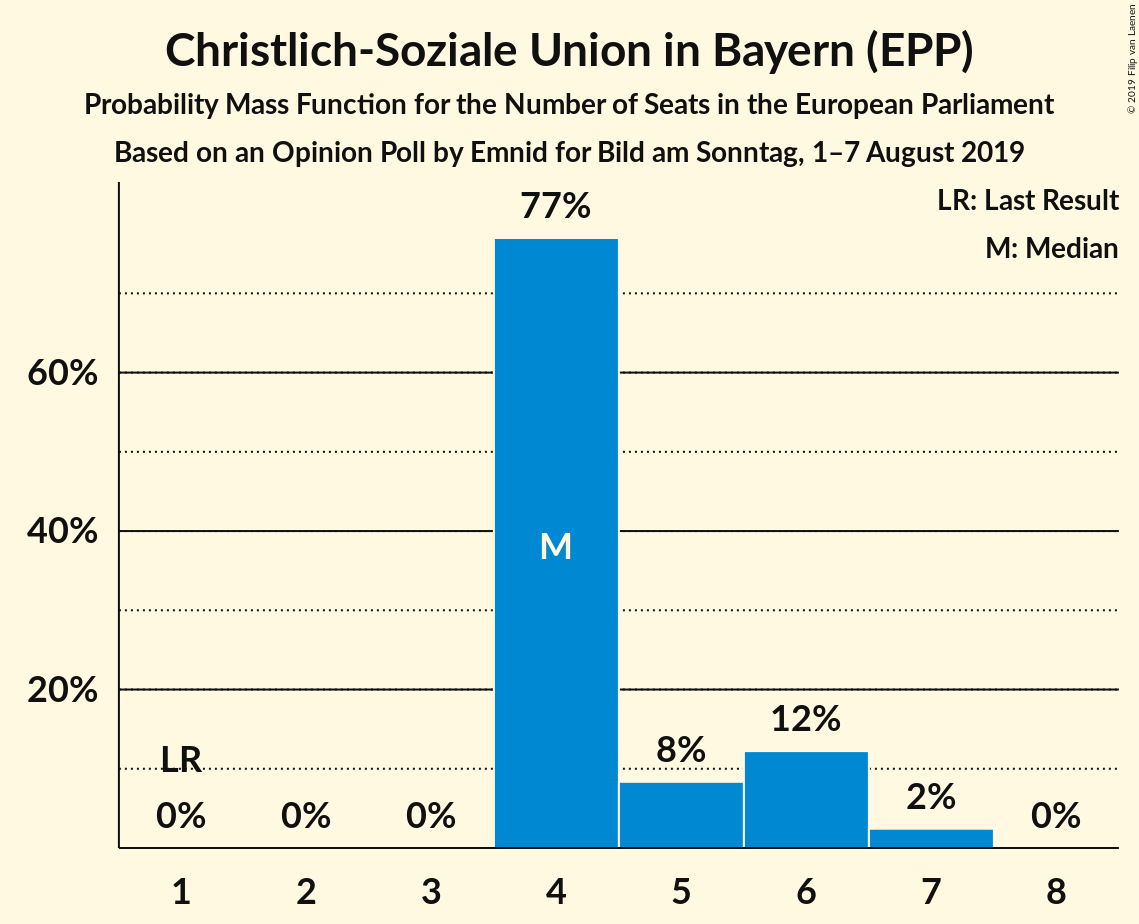 Christlich-Soziale Union in Bayern (EPP)
Probability Mass Function for the Number of Seats in the European Parliament
Based on an Opinion Poll by Emnid for Bild am Sonntag, 1–7 August 2019
© 2019 Filip van Laenen
LR: Last Result
M: Median
77%
60%
40%
M
20%
12%
8%
LR
2%
0% 0% 0% 0%
1 2 3 4 5 6 7 8